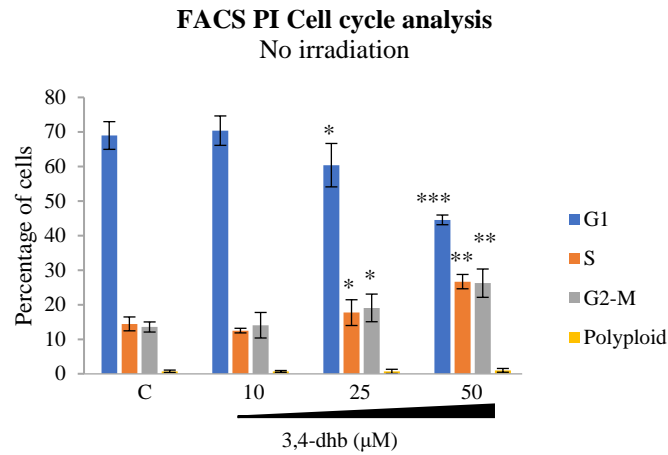 FACS PI Cell cycle analysis
No irradiation
Percentage of cells
80
70
60
50
40
30
20
10
0
*
* *
***
** **
C 10 25 50
3,4-dhb (μM)
G1
S
G2-M
Polyploid